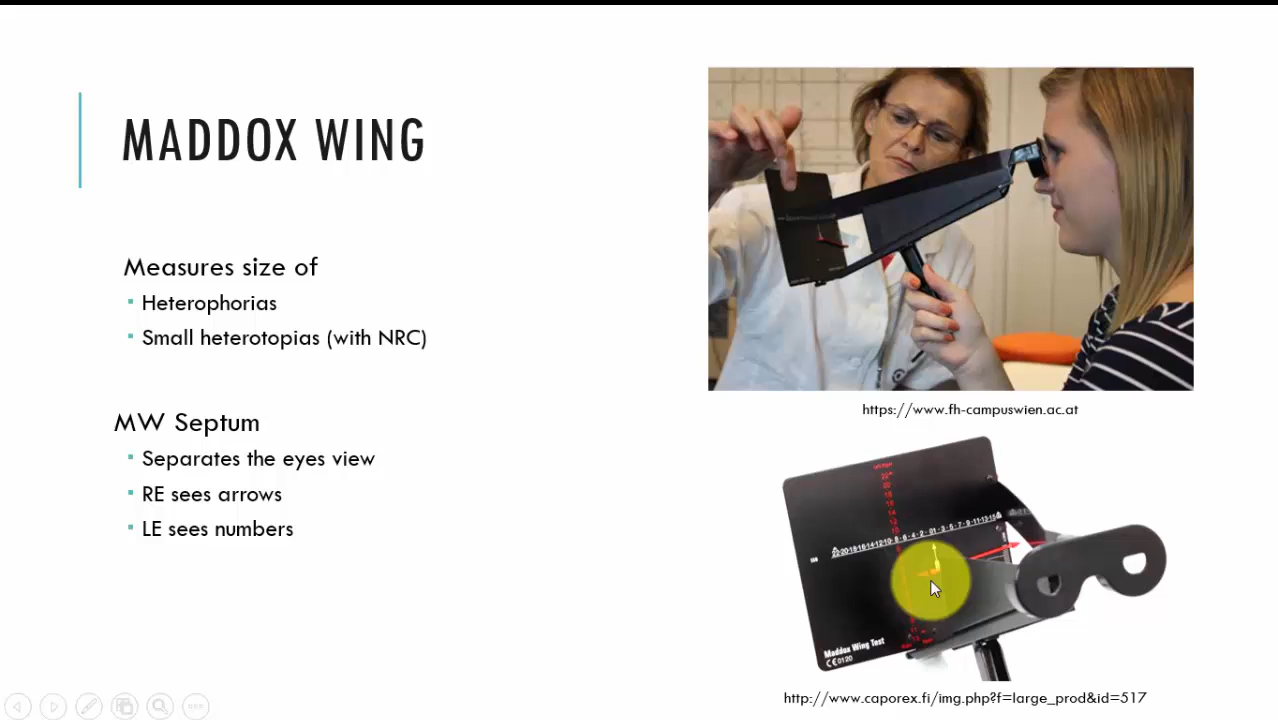 MADDOX WING
Measures size of
Heterophorias
Small heterotopias (with NRC)
MW Septum
Separates the eyes view
RE sees arrows
LE sees numbers
https://www.fh-campuswien.ac.at
Maddox Wing Test
CE0120
http://www.caporex.fi/img.php?f=large_prod&id=517